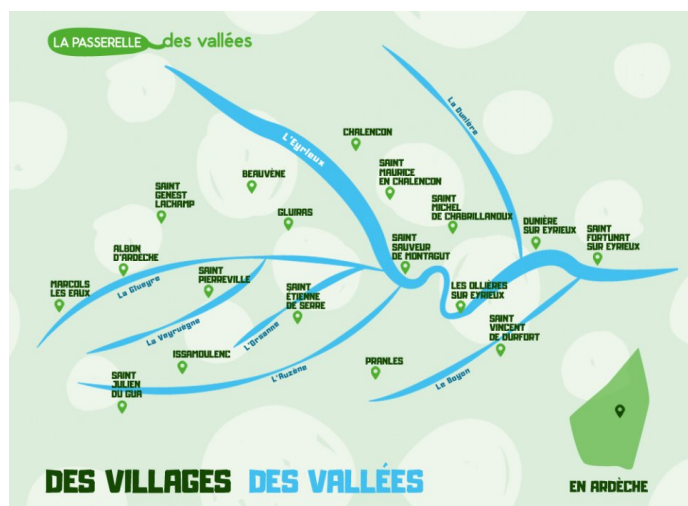 LA PASSERELLE des vallées
L'Eyrieux
La Dunière
CHALENCON
SAINT
MAURICE
EN CHALENCON
BEAUVÈNE
SAINT
GENEST
LACHAMP
SAINT
MICHEL
DE CHABRILLANOUX
GLUIRAS
DUNIÈRE
SUR EYRIEUX
SAINT
FORTUNAT
SUR EYRIEUX
SAINT
SAUVEUR
DE MONTAGUT
ALBON
D'ARDÈCHE
MARCOLS
LES EAUX
La Glueyre
SAINT
PIERREVILLE
SAINT
ÉTIENNE
DE SERRE
LES OLLIÈRES
SUR EYRIEUX
La Veyruegne
L'Orsanne
SAINT
VINCENT
DE DURFORT
ISSAMOULENC
PRANLES
L'Auzene
Le Boyon
SAINT
JULIEN
DU GUA
DES VILLAGES DES VALLÉES
EN ARDÈCHE